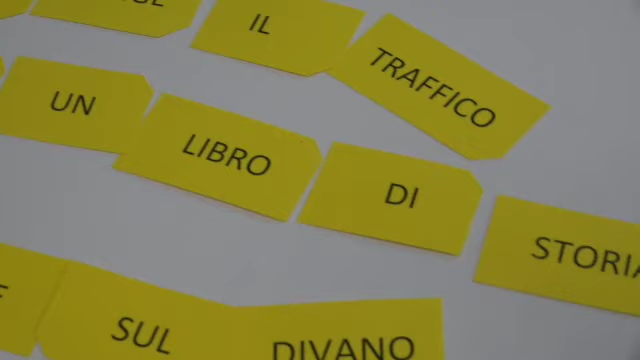 IL TRAFFICO
UN LIBRO DI STORIA
SUL DIVANO